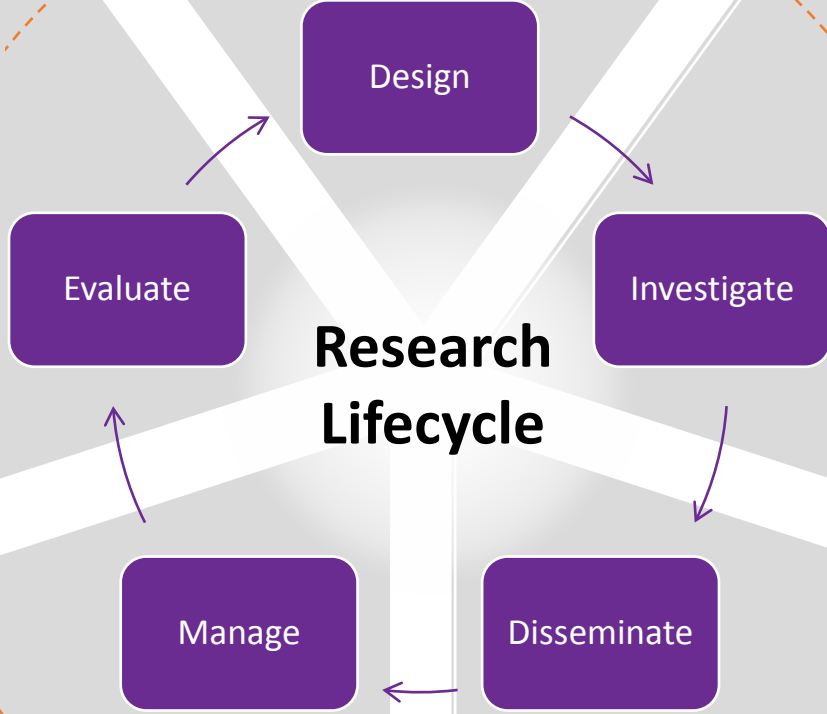 Design
Investigate
Disseminate
Manage
Evaluate
Research
Lifecycle